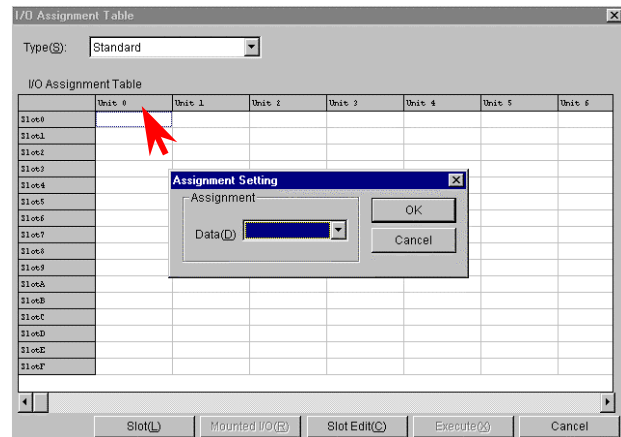 I/O Assignment Table
Type(S): Standard
I/O Assignment Table
Unit 0 Unit 1 Unit 2 Unit 3 Unit 4 Unit 5 Unit 6
Slot0
Slot1
Slot2
Slot3
Slot4
Slot5
Slot6
Slot7
Slot8
Slot9
SlotA
SlotB
SlotC
SlotD
SlotE
SlotF
Assignment Setting
Assignment
Data(D)
OK
Cancel
Slot(L) Mounted I/O(R) Slot Edit(C) Execute(X) Cancel